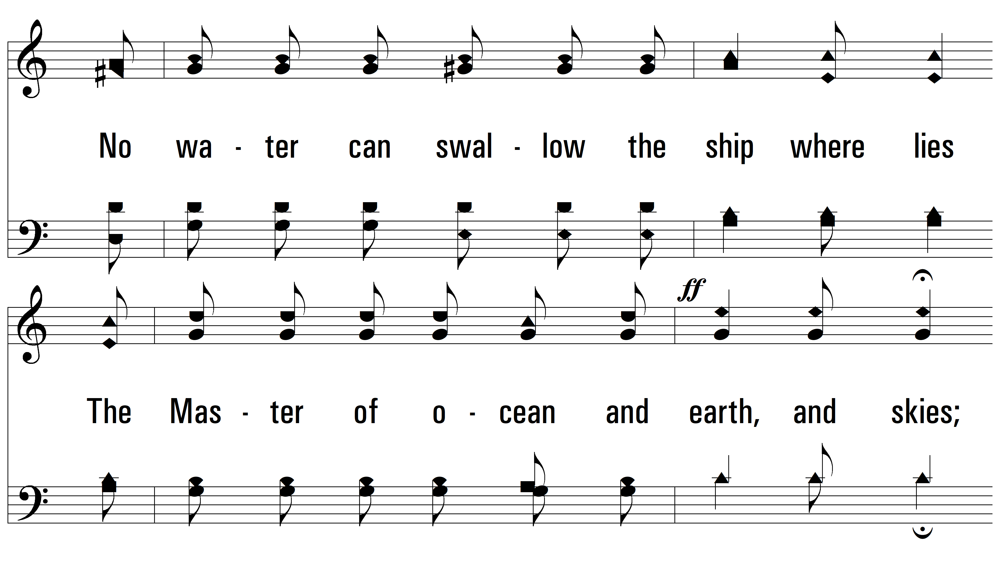 No wa - ter can swal - low the ship where lies
ff
The Mas - ter of o - cean and earth, and skies;